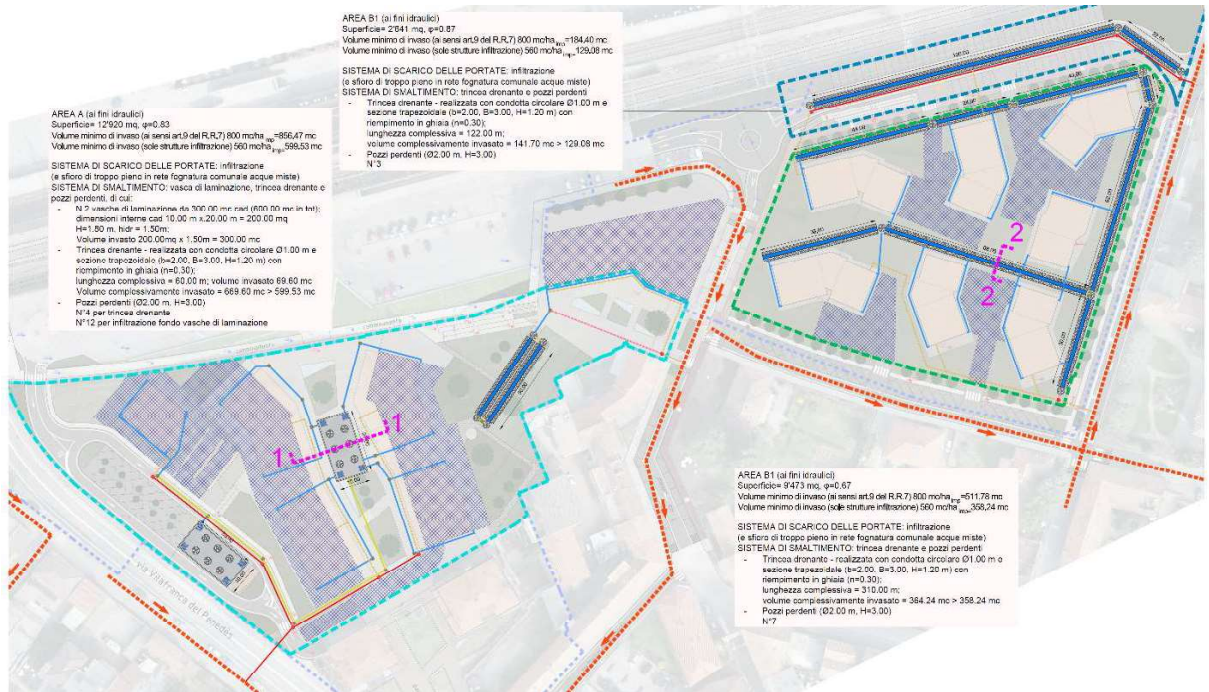 AREA A (ai fini idraulici)
Superficie= 12'920 mq, φ=0.83
Volume minimo di invaso (ai sensi art.9 del R.R.7) 800 mc/ha imp=856,47 mc
Volume minimo di invaso (sole strutture infiltrazione) 560 mc/ha imp=599.53 mc
SISTEMA DI SCARICO DELLE PORTATE: infiltrazione
(e sfioro di troppo pieno in rete fognatura comunale acque miste)
SISTEMA DI SMALTIMENTO: vasca di laminazione, trincea drenante e
pozzi perdenti, di cui:
- N.2 vasche di laminazione da 300.00 mc cad (600.00 mc in tot);
dimensioni interne cad 10.00 m x 20.00 m = 200.00 mq
H=1.80 m, hidr = 1.50m;
Volume invasto 200.00mq x 1.50m = 300.00 mc
- Trincea drenante - realizzata con condotta circolare Ø1.00 m e
sezione trapezoidale (b=2.00, B=3.00, H=1.20 m) con
riempimento in ghiaia (n=0.30);
lunghezza complessiva = 60.00 m; volume invasato 69.60 mc
Volume complessivamente invasato = 669.60 mc > 599.53 mc
- Pozzi perdenti (Ø2.00 m, H=3.00)
N°4 per trincea drenante
N°12 per infiltrazione fondo vasche di laminazione
AREA B1 (ai fini idraulici)
Superficie= 2'641 mq, φ=0.87
Volume minimo di invaso (ai sensi art.9 del R.R.7) 800 mc/ha imp=184.40 mc
Volume minimo di invaso (sole strutture infiltrazione) 560 mc/ha imp=129.08 mc
SISTEMA DI SCARICO DELLE PORTATE: infiltrazione
(e sfioro di troppo pieno in rete fognatura comunale acque miste)
SISTEMA DI SMALTIMENTO: trincea drenante e pozzi perdenti
- Trincea drenante - realizzata con condotta circolare Ø1.00 m e
sezione trapezoidale (b=2.00, B=3.00, H=1.20 m) con
riempimento in ghiaia (n=0.30);
lunghezza complessiva = 122.00 m;
volume complessivamente invasato = 141.70 mc > 129.08 mc
- Pozzi perdenti (Ø2.00 m, H=3.00)
N°3
2
2
1
1
via Vilafranca del Penedès
AREA B1 (ai fini idraulici)
Superficie= 9'473 mq, φ=0,67
Volume minimo di invaso (ai sensi art.9 del R.R.7) 800 mc/ha imp=511,78 mc
Volume minimo di invaso (sole strutture infiltrazione) 560 mc/ha imp=358,24 mc
SISTEMA DI SCARICO DELLE PORTATE: infiltrazione
(e sfioro di troppo pieno in rete fognatura comunale acque miste)
SISTEMA DI SMALTIMENTO: trincea drenante e pozzi perdenti
- Trincea drenante - realizzata con condotta circolare Ø1.00 m e
sezione trapezoidale (b=2.00, B=3.00, H=1.20 m) con
riempimento in ghiaia (n=0.30);
lunghezza complessiva = 310.00 m;
volume complessivamente invasato = 364.24 mc > 358.24 mc
- Pozzi perdenti (Ø2.00 m, H=3.00)
N°7